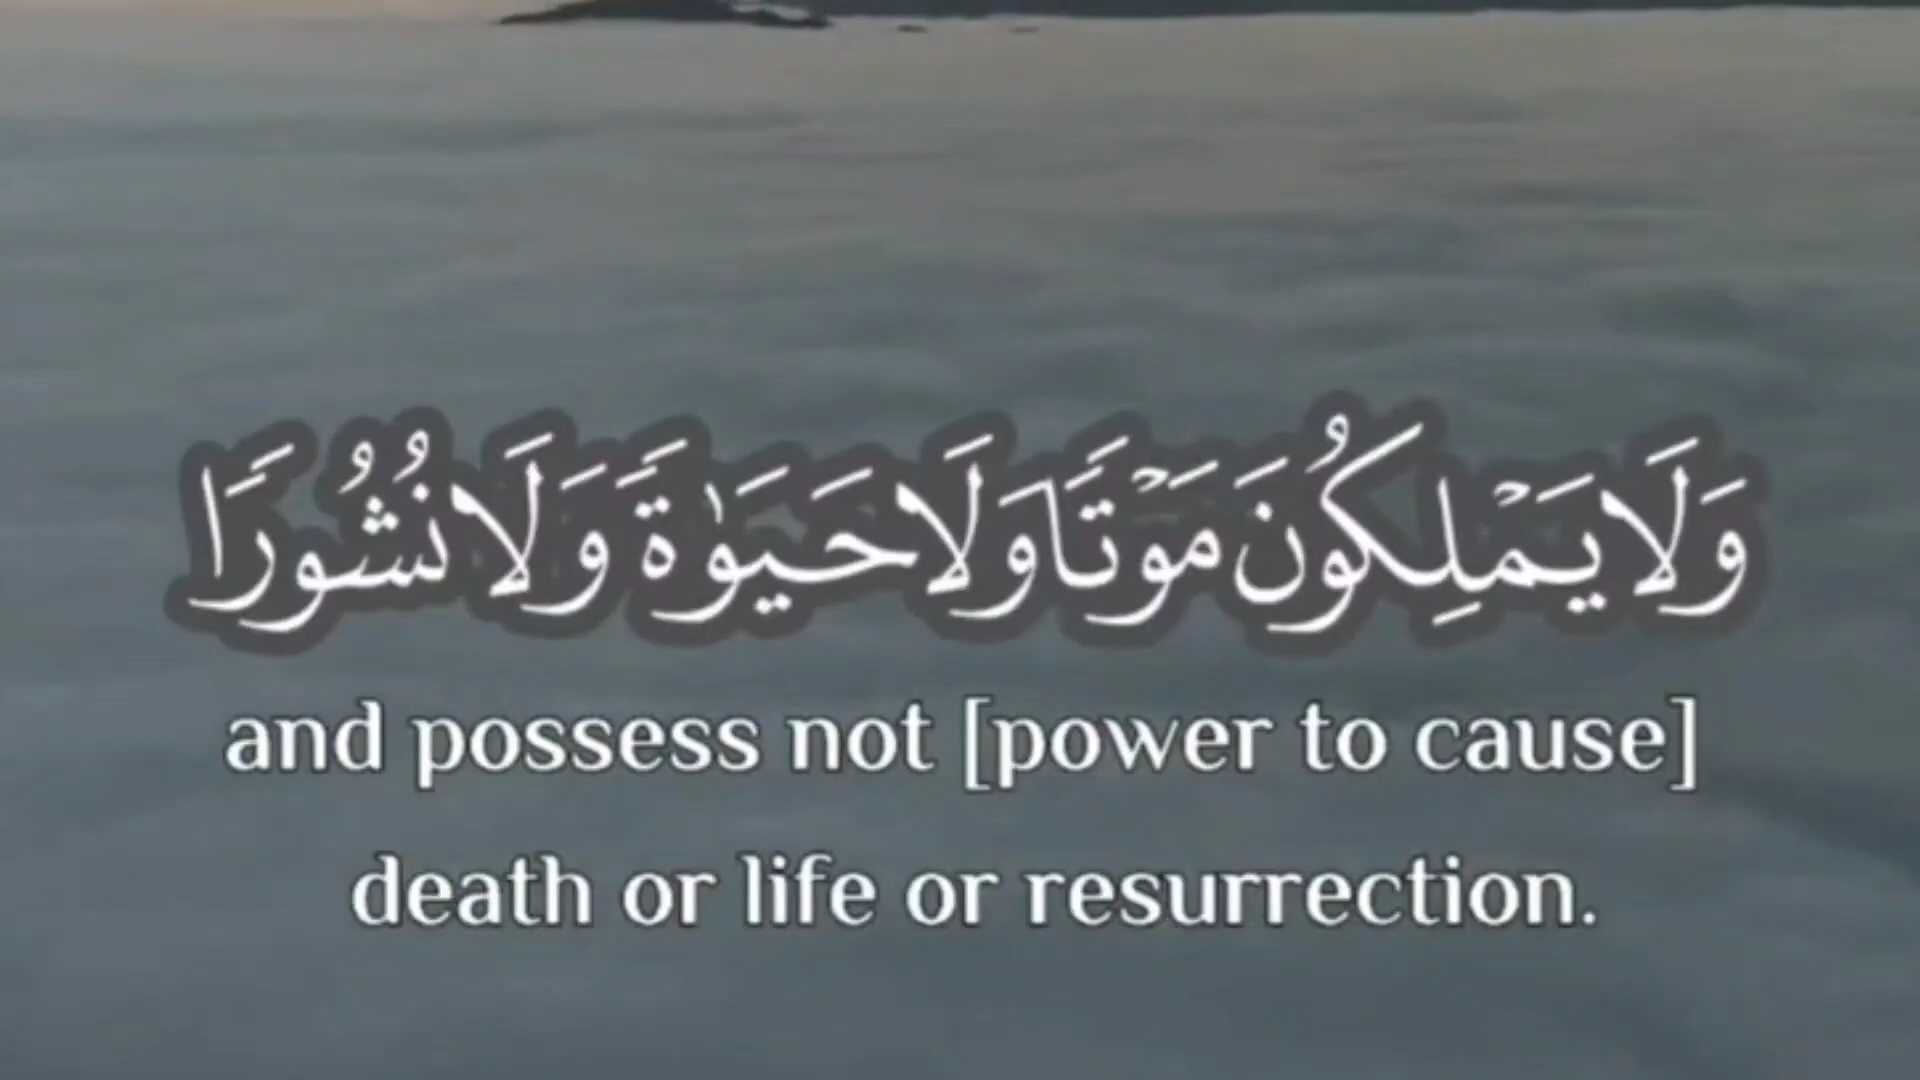 وَلَا يَمْلِكُونَ مَوْتًا وَلَا حَيَوٰةً وَلَا نُشُورًا
and possess not [power to cause]
death or life or resurrection.